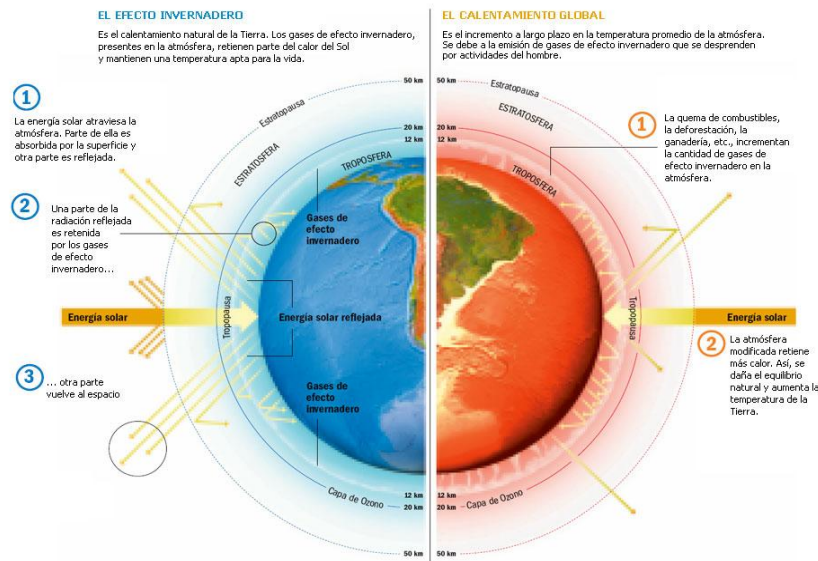 EL EFECTO INVERNADERO
Es el calentamiento natural de la Tierra. Los gases de efecto invernadero,
presentes en la atmósfera, retienen parte del calor del Sol
y mantienen una temperatura apta para la vida.
1
La energía solar atraviesa la
atmósfera. Parte de ella es
absorbida por la superficie y
otra parte es reflejada.
2
Una parte de la
radiación reflejada
es retenida
por los gases
de efecto
invernadero...
Energía solar
3
... otra parte
vuelve al espacio
50 km
Estratopausa
20 km
12 km
ESTRATOSFERA
TROPOSFERA
Gases de
efecto
invernadero
Tropopausa
Energía solar reflejada
Gases de
efecto
invernadero
Capa de Ozono
12 km
20 km
50 km
EL CALENTAMIENTO GLOBAL
Es el incremento a largo plazo en la temperatura promedio de la atmósfera.
Se debe a la emisión de gases de efecto invernadero que se desprenden
por actividades del hombre.
50 km
Estratopausa
ESTRATOSFERA
20 km
12 km
TROPOSFERA
1
La quema de combustibles,
la deforestación, la
ganadería, etc., incrementan
la cantidad de gases de
efecto invernadero en la
atmósfera.
Tropopausa
Energía solar
2
La atmósfera
modificada retiene
más calor. Así, se
daña el equilibrio
natural y aumenta la
temperatura de la
Tierra.
12 km
Capa de Ozono
20 km
50 km